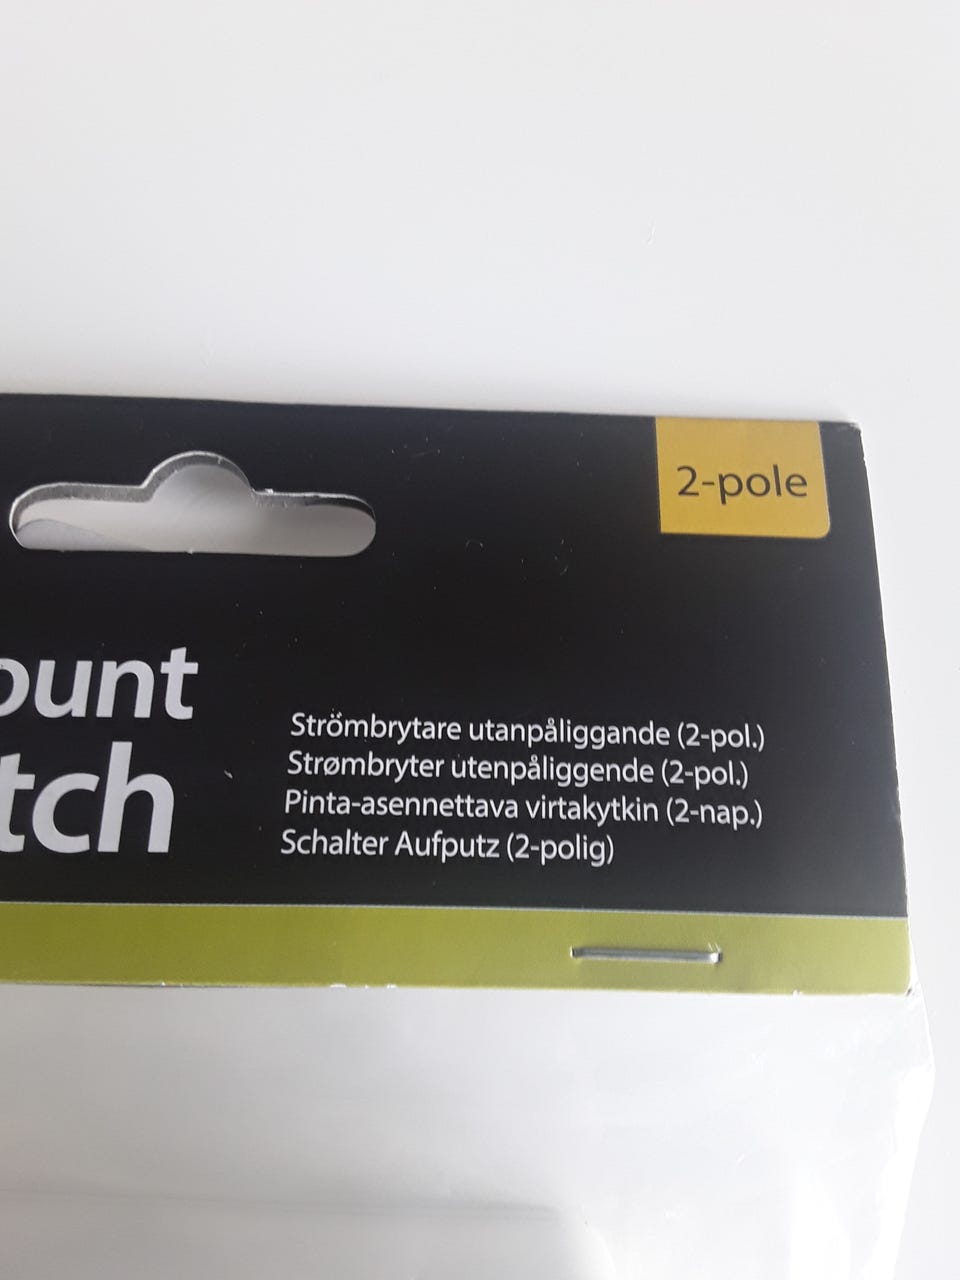 2-pole
ount
tch
Strömbrytare utanpåliggande (2-pol.)
Strømbryter utenpåliggende (2-pol.)
Pinta-asennettava virtakytkin (2-nap.)
Schalter Aufputz (2-polig)